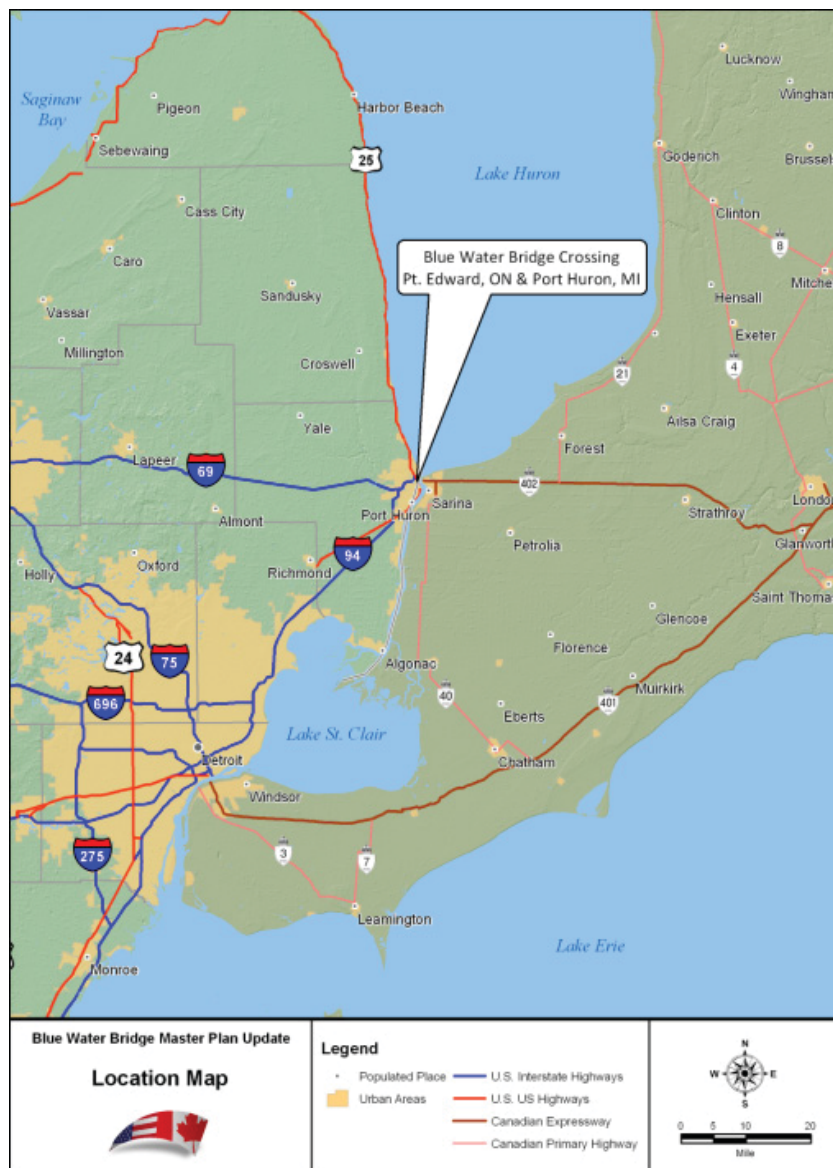 Saginaw
Bay
Pigeon
Sebewaing
Harbor Beach
25
Lake Huron
Lucknow
Wingham
Goderich
Brussels
Cass City
Caro
Clinton
8
Blue Water Bridge Crossing
Pt. Edward, ON & Port Huron, MI
Sandusky
Vassar
Millington
Croswell
Hensall
Mitchell
Exeter
4
21
Yale
Ailsa Craig
Lapeer
69
Forest
402
Sarina
Port Huron
Almont
Strathroy
London
Glanworth
Petrolia
94
Holly
Oxford
Richmond
Saint Thomas
Glencoe
24
75
Florence
Algonac
40
401
Muirkirk
696
Eberts
Lake St. Clair
Detroit
Chatham
Windsor
275
3
7
Leamington
Lake Erie
Monroe
Blue Water Bridge Master Plan Update
Location Map
Legend
Populated Place
Urban Areas
U.S. Interstate Highways
U.S. US Highways
Canadian Expressway
Canadian Primary Highway
N
W
E
S
0 5 10 20
Mile